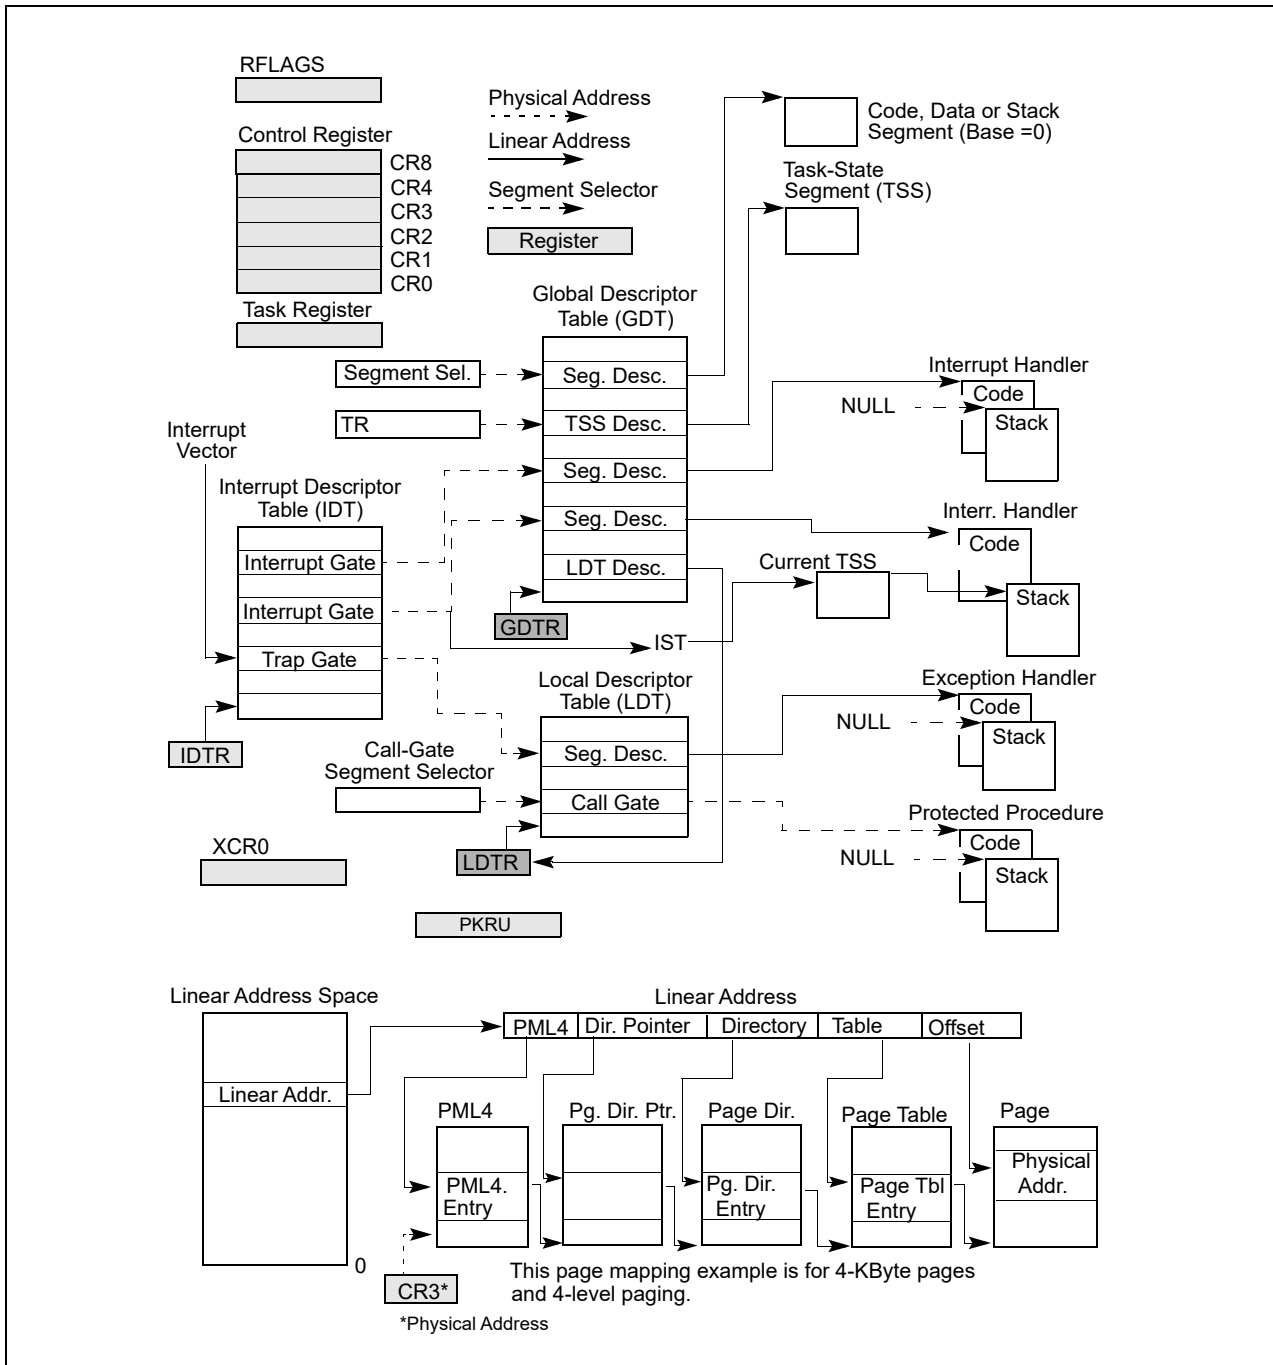 RFLAGS
Control Register
CR8
CR4
CR3
CR2
CR1
CR0
Task Register
Physical Address
Linear Address
Segment Selector
Register
Code, Data or Stack
Segment (Base =0)
Task-State
Segment (TSS)
Global Descriptor
Table (GDT)
Segment Sel.
Seg. Desc.
TR
TSS Desc.
Seg. Desc.
Seg. Desc.
LDT Desc.
GDTR
Interrupt
Vector
Interrupt Descriptor
Table (IDT)
Interrupt Gate
Interrupt Gate
Trap Gate
IDTR
Interrupt Handler
NULL
Code
Stack
Interr. Handler
Code
Stack
Current TSS
IST
Local Descriptor
Table (LDT)
Seg. Desc.
Call Gate
LDTR
Call-Gate
Segment Selector
Exception Handler
NULL
Code
Stack
Protected Procedure
NULL
Code
Stack
XCR0
PKRU
Linear Address Space
Linear Addr.
0
Linear Address
PML4 Dir. Pointer Directory Table Offset
PML4
PML4.
Entry
Pg. Dir. Ptr.
Page Dir.
Pg. Dir.
Entry
Page Table
Page Tbl
Entry
Page
Physical
Addr.
CR3*
*Physical Address
This page mapping example is for 4-KByte pages
and 4-level paging.